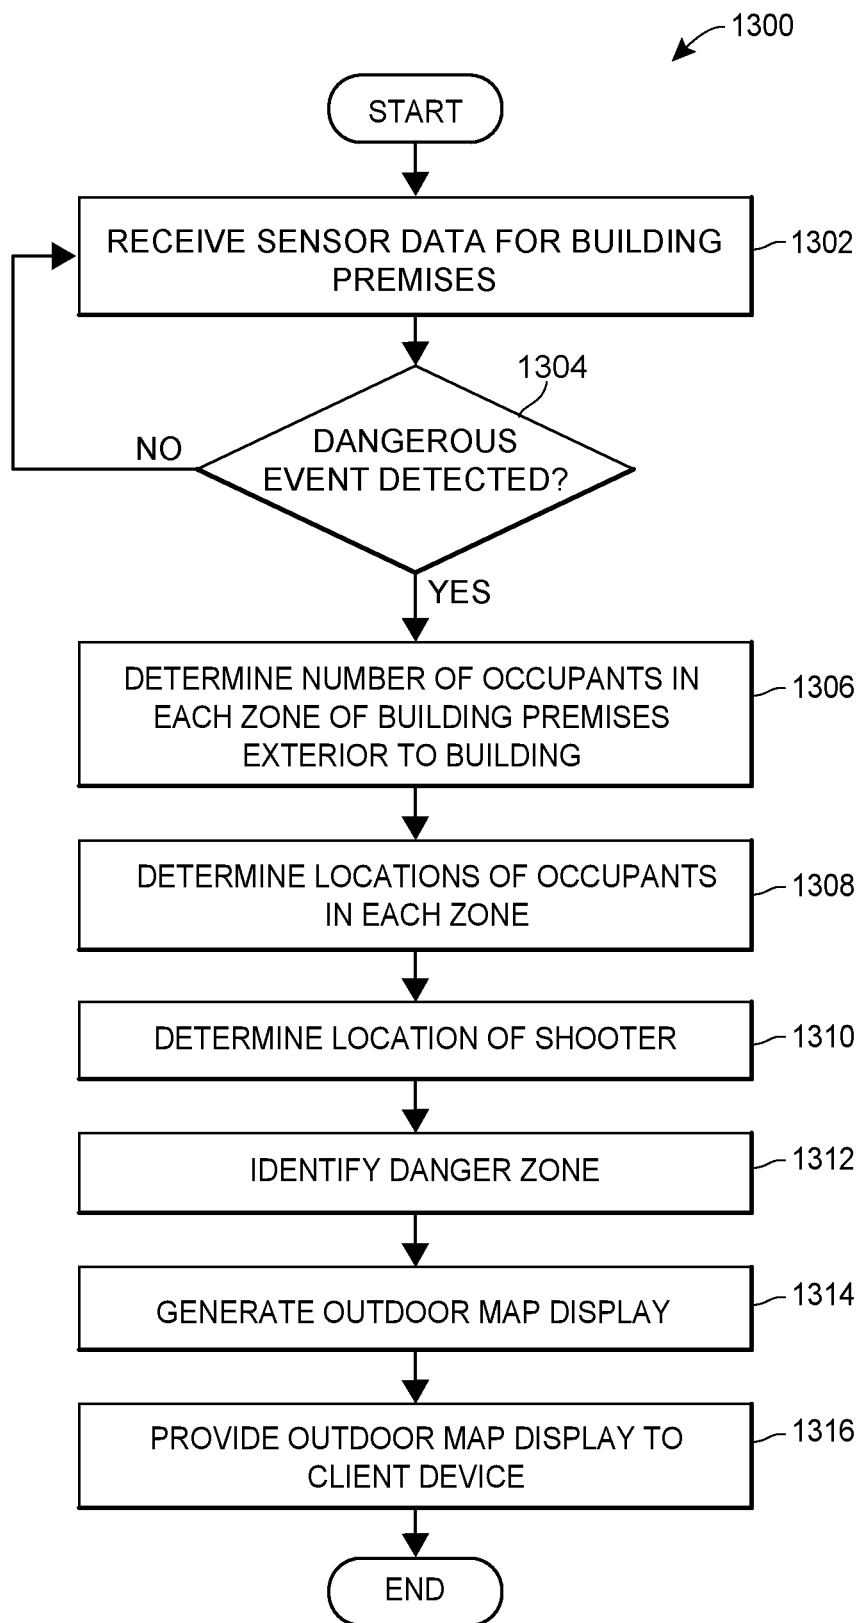 1300
START
RECEIVE SENSOR DATA FOR BUILDING
PREMISES
1302
1304
DANGEROUS
EVENT DETECTED?
NO
YES
DETERMINE NUMBER OF OCCUPANTS IN
EACH ZONE OF BUILDING PREMISES
EXTERIOR TO BUILDING
1306
DETERMINE LOCATIONS OF OCCUPANTS
IN EACH ZONE
1308
DETERMINE LOCATION OF SHOOTER
1310
IDENTIFY DANGER ZONE
1312
GENERATE OUTDOOR MAP DISPLAY
1314
PROVIDE OUTDOOR MAP DISPLAY TO
CLIENT DEVICE
1316
END